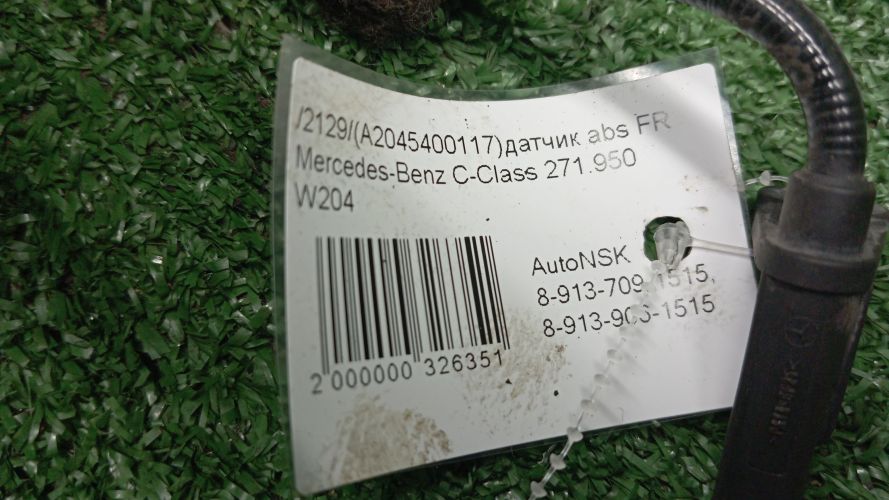 /2129/(A2045400117)датчик abs FR
Mercedes-Benz C-Class 271.950
W204
2 000000 326351
AutoNSK
8-913-709-1515,
8-913-906-1515